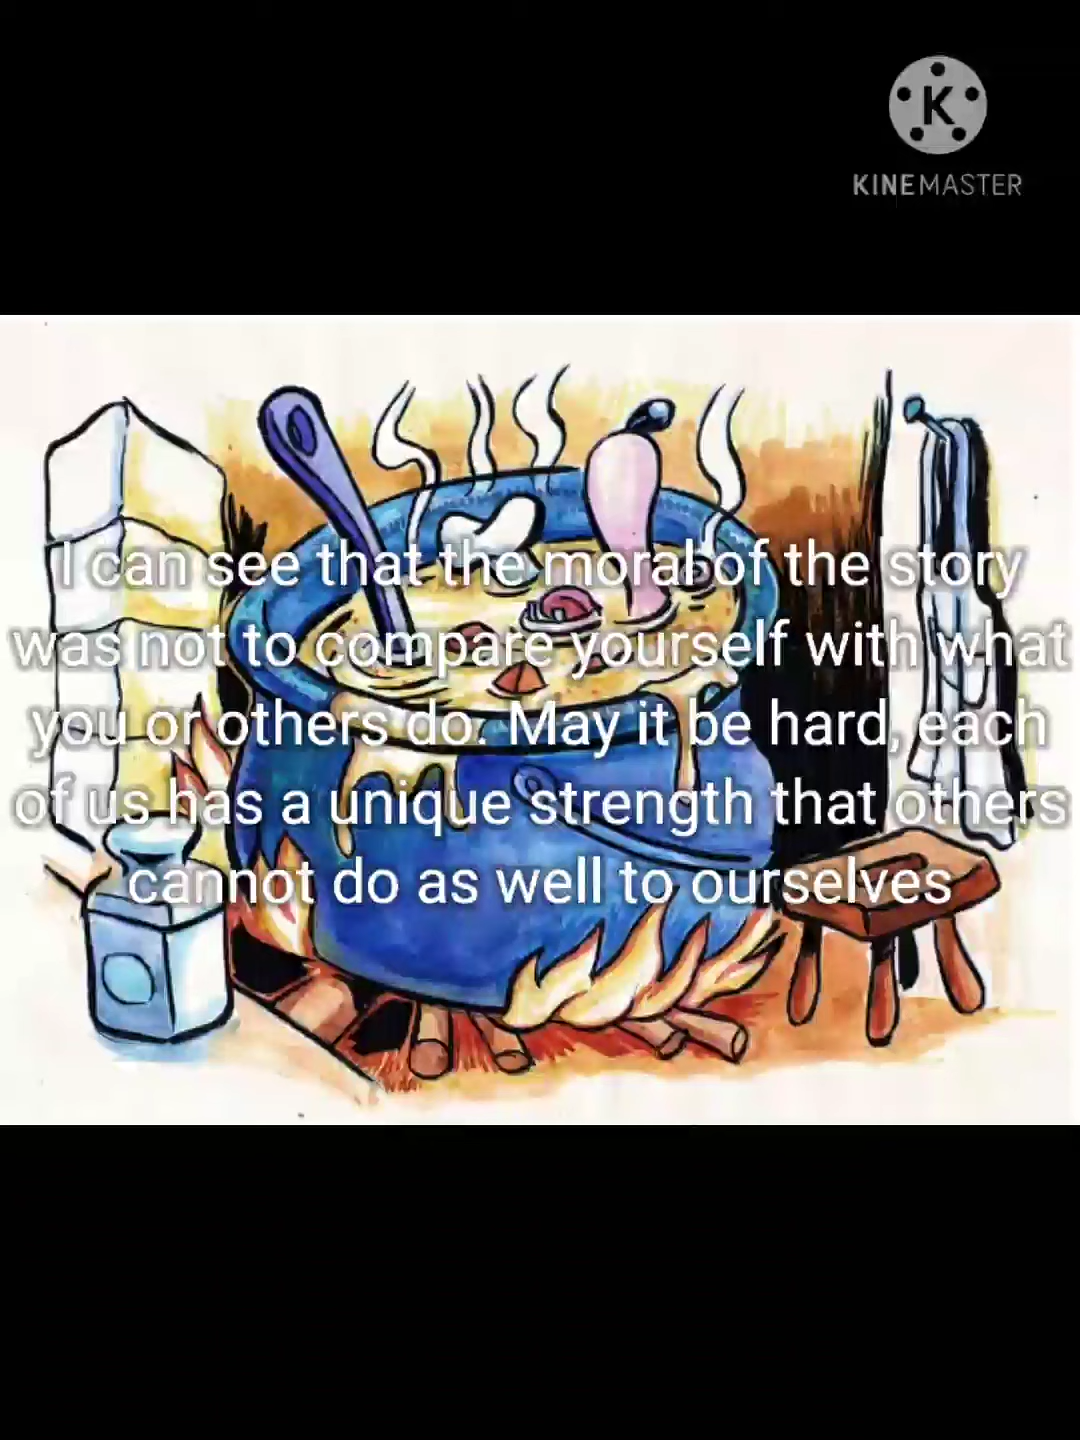 K
KINEMASTER
I can see that the moral of the story
was not to compare yourself with what
you or others do. May it be hard, each
of us has a unique strength that others
cannot do as well to ourselves